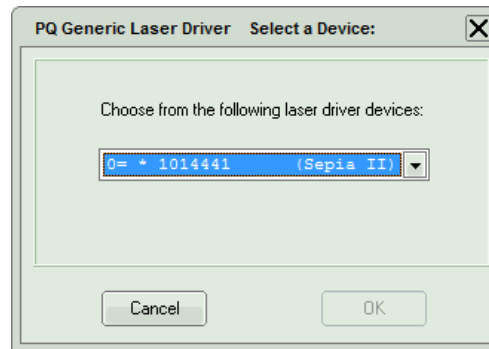 PQ Generic Laser Driver Select a Device:
Choose from the following laser driver devices:
0= * 1014441 (Sepia II)
Cancel OK